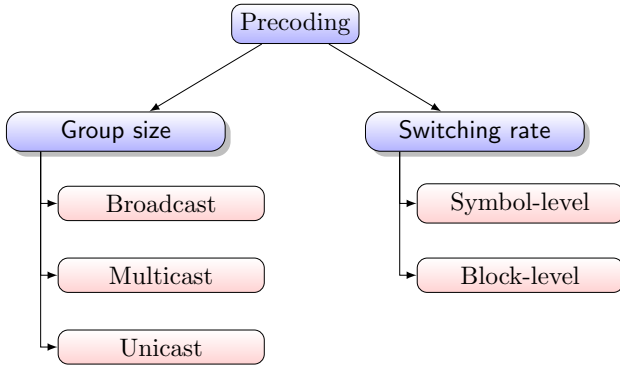 Precoding
Group size
Switching rate
Broadcast
Symbol-level
Multicast
Block-level
Unicast